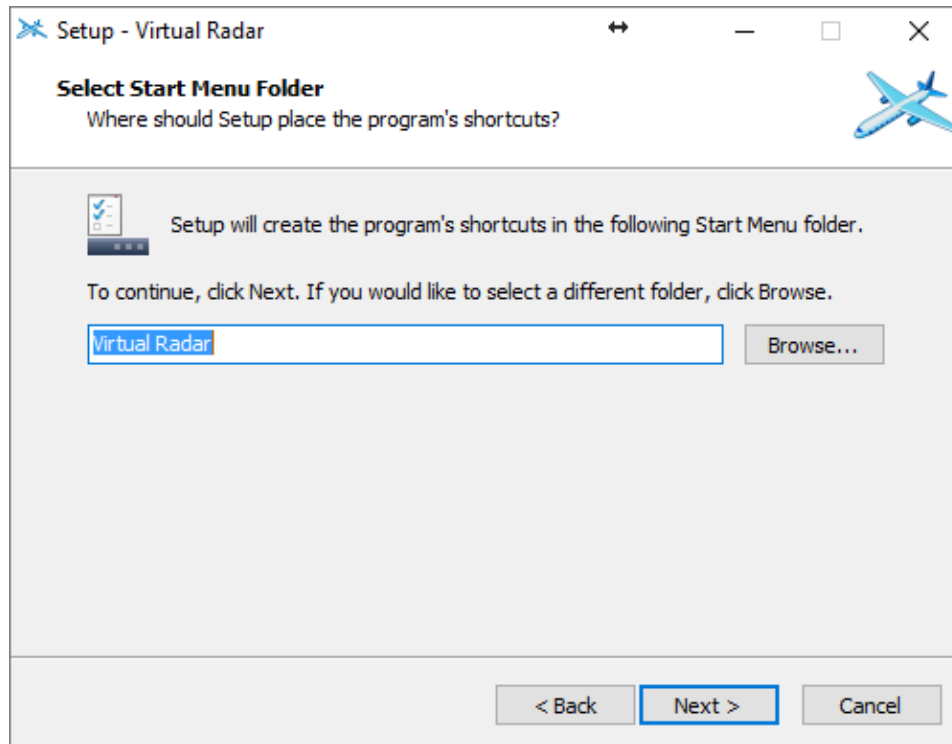 Setup - Virtual Radar
Select Start Menu Folder
Where should Setup place the program's shortcuts?
Setup will create the program's shortcuts in the following Start Menu folder.
To continue, click Next. If you would like to select a different folder, click Browse.
Virtual Radar
Browse...
< Back
Next >
Cancel